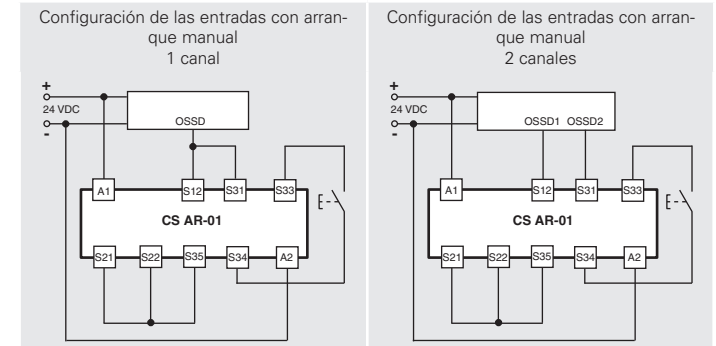 Configuración de las entradas con arran-
que manual
1 canal
+
24 VDC
-
OSSD
A1
S12
S31
S33
CS AR-01
S21
S22
S35
S34
A2
Configuración de las entradas con arran-
que manual
2 canales
+
24 VDC
-
OSSD1 OSSD2
A1
S12
S31
S33
CS AR-01
S21
S22
S35
S34
A2